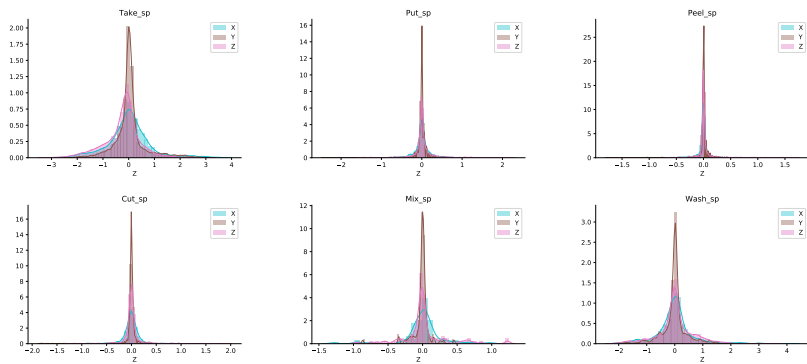 Take_sp
2.00
1.75
1.50
1.25
1.00
0.75
0.50
0.25
0.00
−3 −2 −1 0 1 2 3 4
Z
X
Y
Z
Put_sp
16
14
12
10
8
6
4
2
0
−2 −1 0 1 2
Z
X
Y
Z
Peel_sp
25
20
15
10
5
0
−1.5 −1.0 −0.5 0.0 0.5 1.0 1.5
Z
X
Y
Z
Cut_sp
16
14
12
10
8
6
4
2
0
−2.0 −1.5 −1.0 −0.5 0.0 0.5 1.0 1.5 2.0
Z
X
Y
Z
Mix_sp
12
10
8
6
4
2
0
−1.5 −1.0 −0.5 0.0 0.5 1.0
Z
X
Y
Z
Wash_sp
3.0
2.5
2.0
1.5
1.0
0.5
0.0
−2 −1 0 1 2 3 4
Z
X
Y
Z